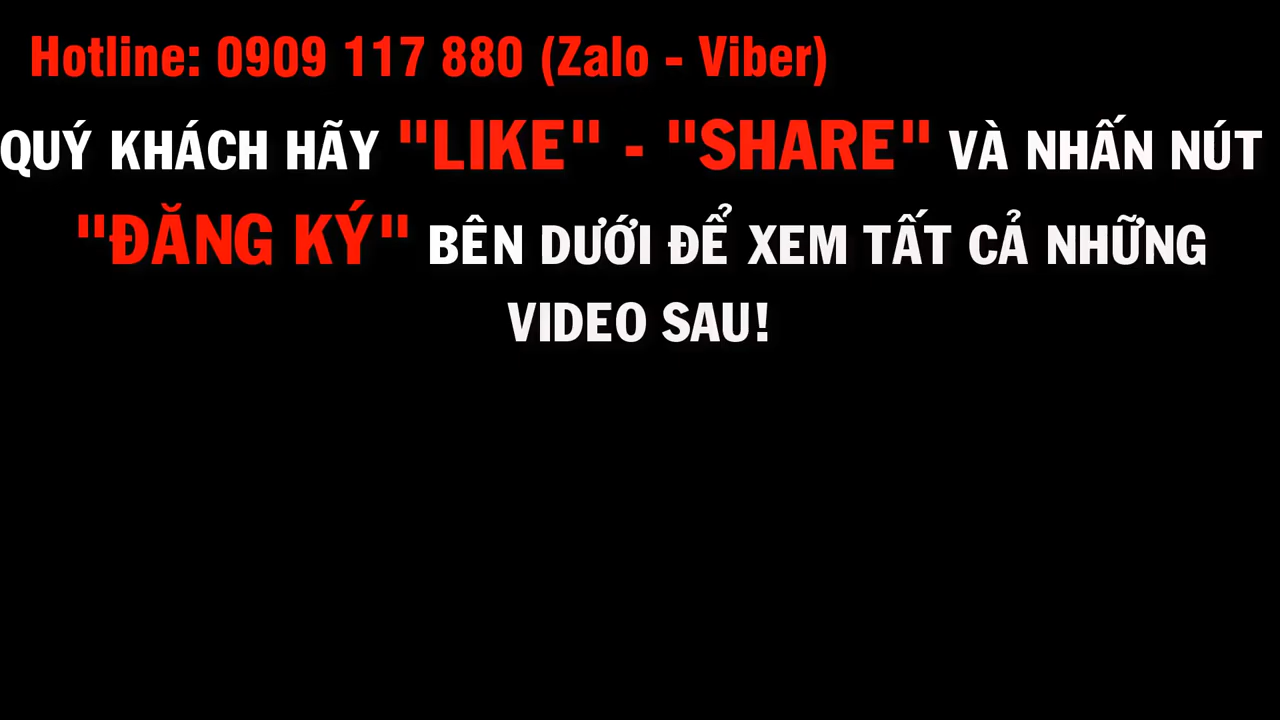 Hotline: 0909 117 880 (Zalo - Viber)
QUÝ KHÁCH HÃY "LIKE" - "SHARE" VÀ NHẤN NÚT
"ĐĂNG KÝ" BÊN DƯỚI ĐỂ XEM TẤT CẢ NHỮNG
VIDEO SAU!